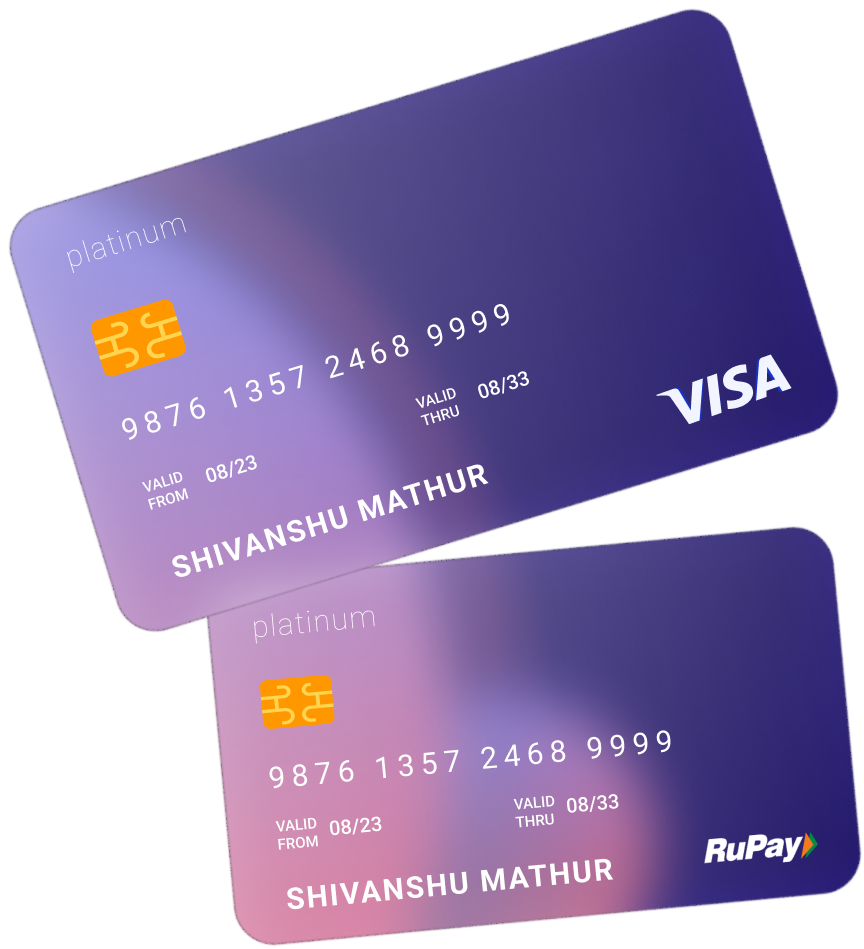 platinum
9876 1357 2468 9999
VALID
FROM
08/23
VALID
THRU
08/33
SHIVANSHU MATHUR
VISA
platinum
9876 1357 2468 9999
VALID
FROM
08/23
VALID
THRU
08/33
SHIVANSHU MATHUR
RuPay